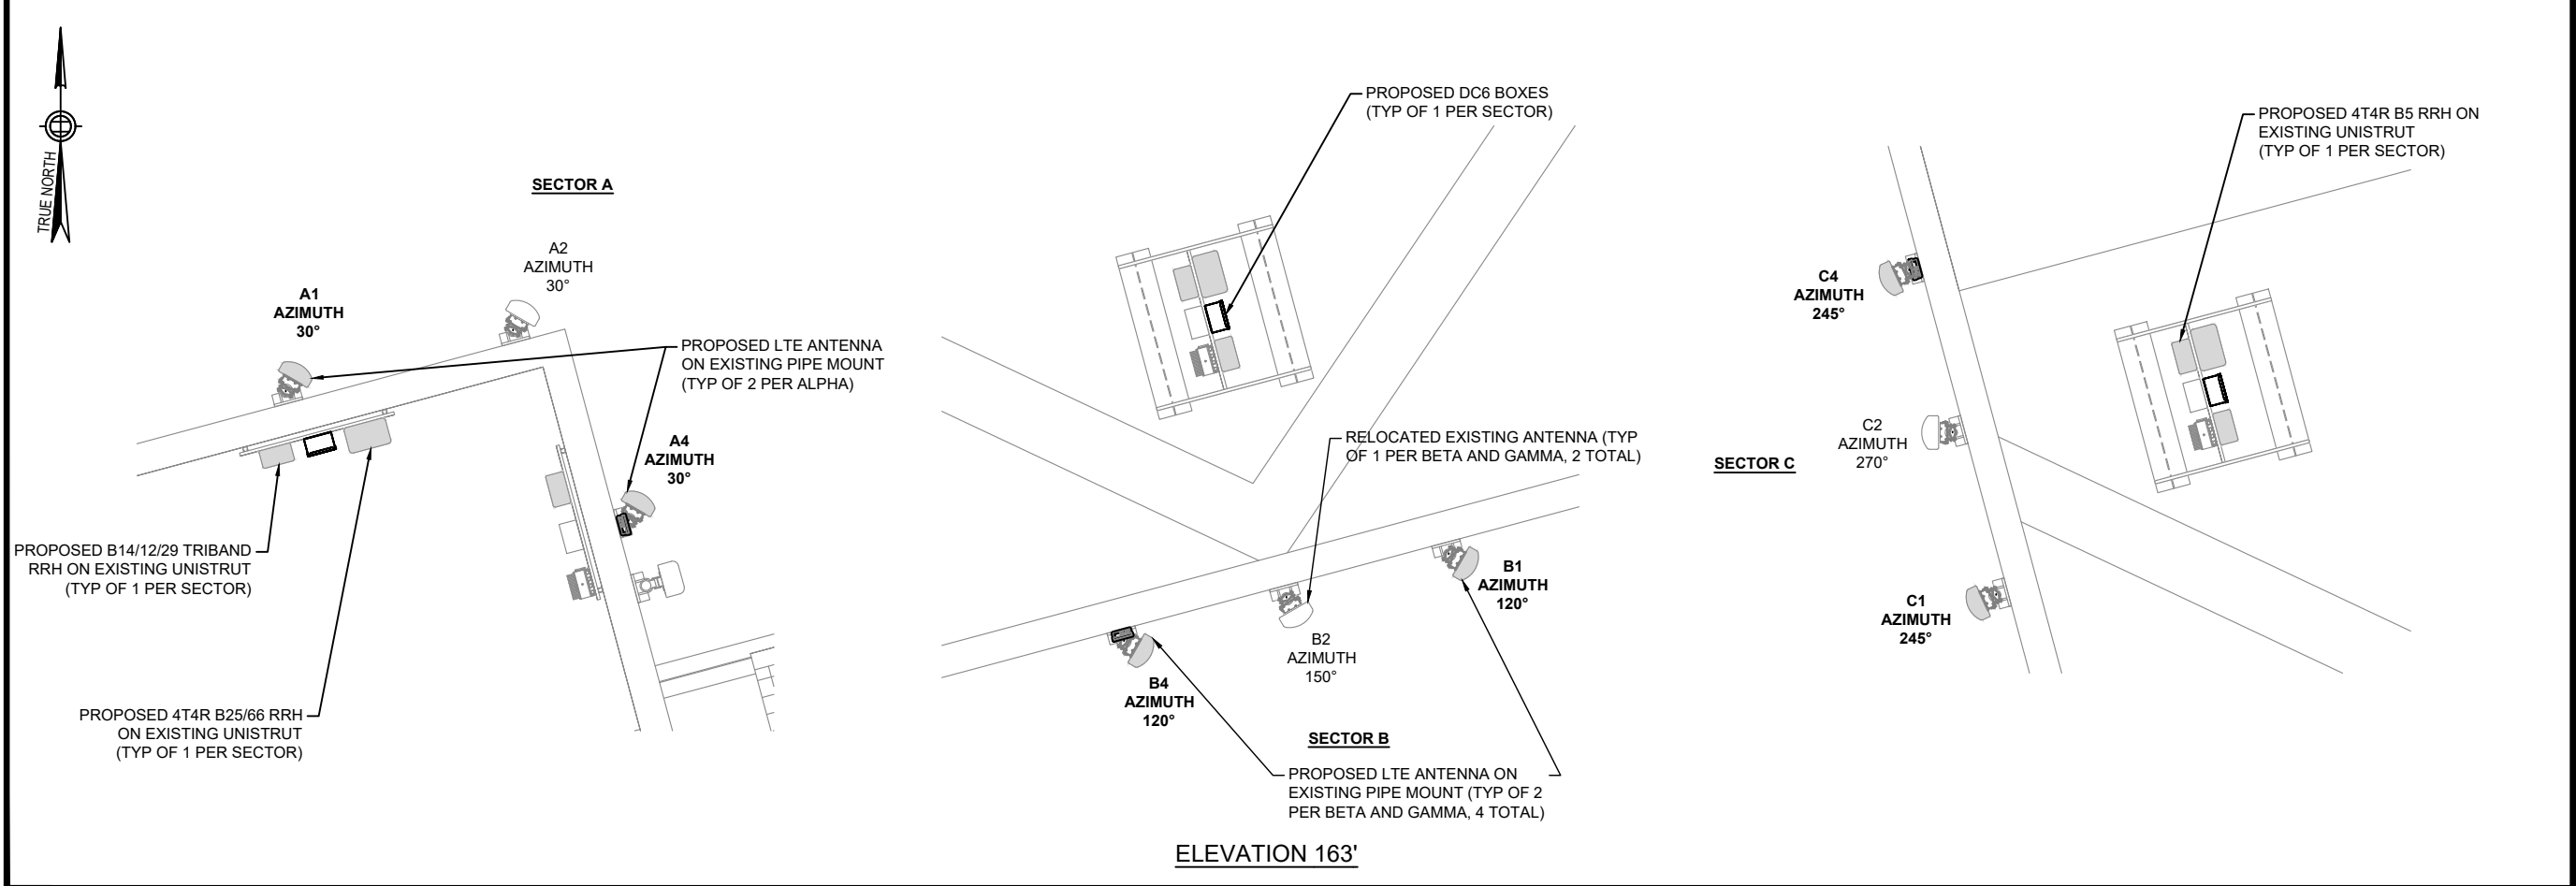 TRUE NORTH
SECTOR A
A1
AZIMUTH
30°
A2
AZIMUTH
30°
PROPOSED LTE ANTENNA
ON EXISTING PIPE MOUNT
(TYP OF 2 PER ALPHA)
A4
AZIMUTH
30°
PROPOSED B14/12/29 TRIBAND
RRH ON EXISTING UNISTRUT
(TYP OF 1 PER SECTOR)
PROPOSED 4T4R B25/66 RRH
ON EXISTING UNISTRUT
(TYP OF 1 PER SECTOR)
PROPOSED DC6 BOXES
(TYP OF 1 PER SECTOR)
RELOCATED EXISTING ANTENNA (TYP
OF 1 PER BETA AND GAMMA, 2 TOTAL)
B1
AZIMUTH
120°
B2
AZIMUTH
150°
B4
AZIMUTH
120°
SECTOR B
PROPOSED LTE ANTENNA ON
EXISTING PIPE MOUNT (TYP OF 2
PER BETA AND GAMMA, 4 TOTAL)
PROPOSED 4T4R B5 RRH ON
EXISTING UNISTRUT
(TYP OF 1 PER SECTOR)
C4
AZIMUTH
245°
C2
AZIMUTH
270°
SECTOR C
C1
AZIMUTH
245°
ELEVATION 163'